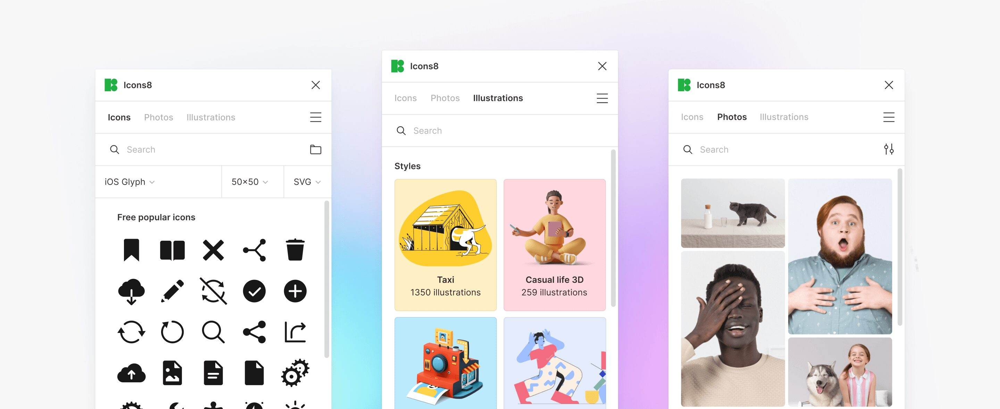 Icons8
Icons Photos Illustrations
Search
iOS Glyph 50×50 SVG
Free popular icons
Icons8
Icons Photos Illustrations
Search
Styles
Taxi
1350 illustrations
Casual life 3D
259 illustrations
Icons8
Icons Photos Illustrations
Search